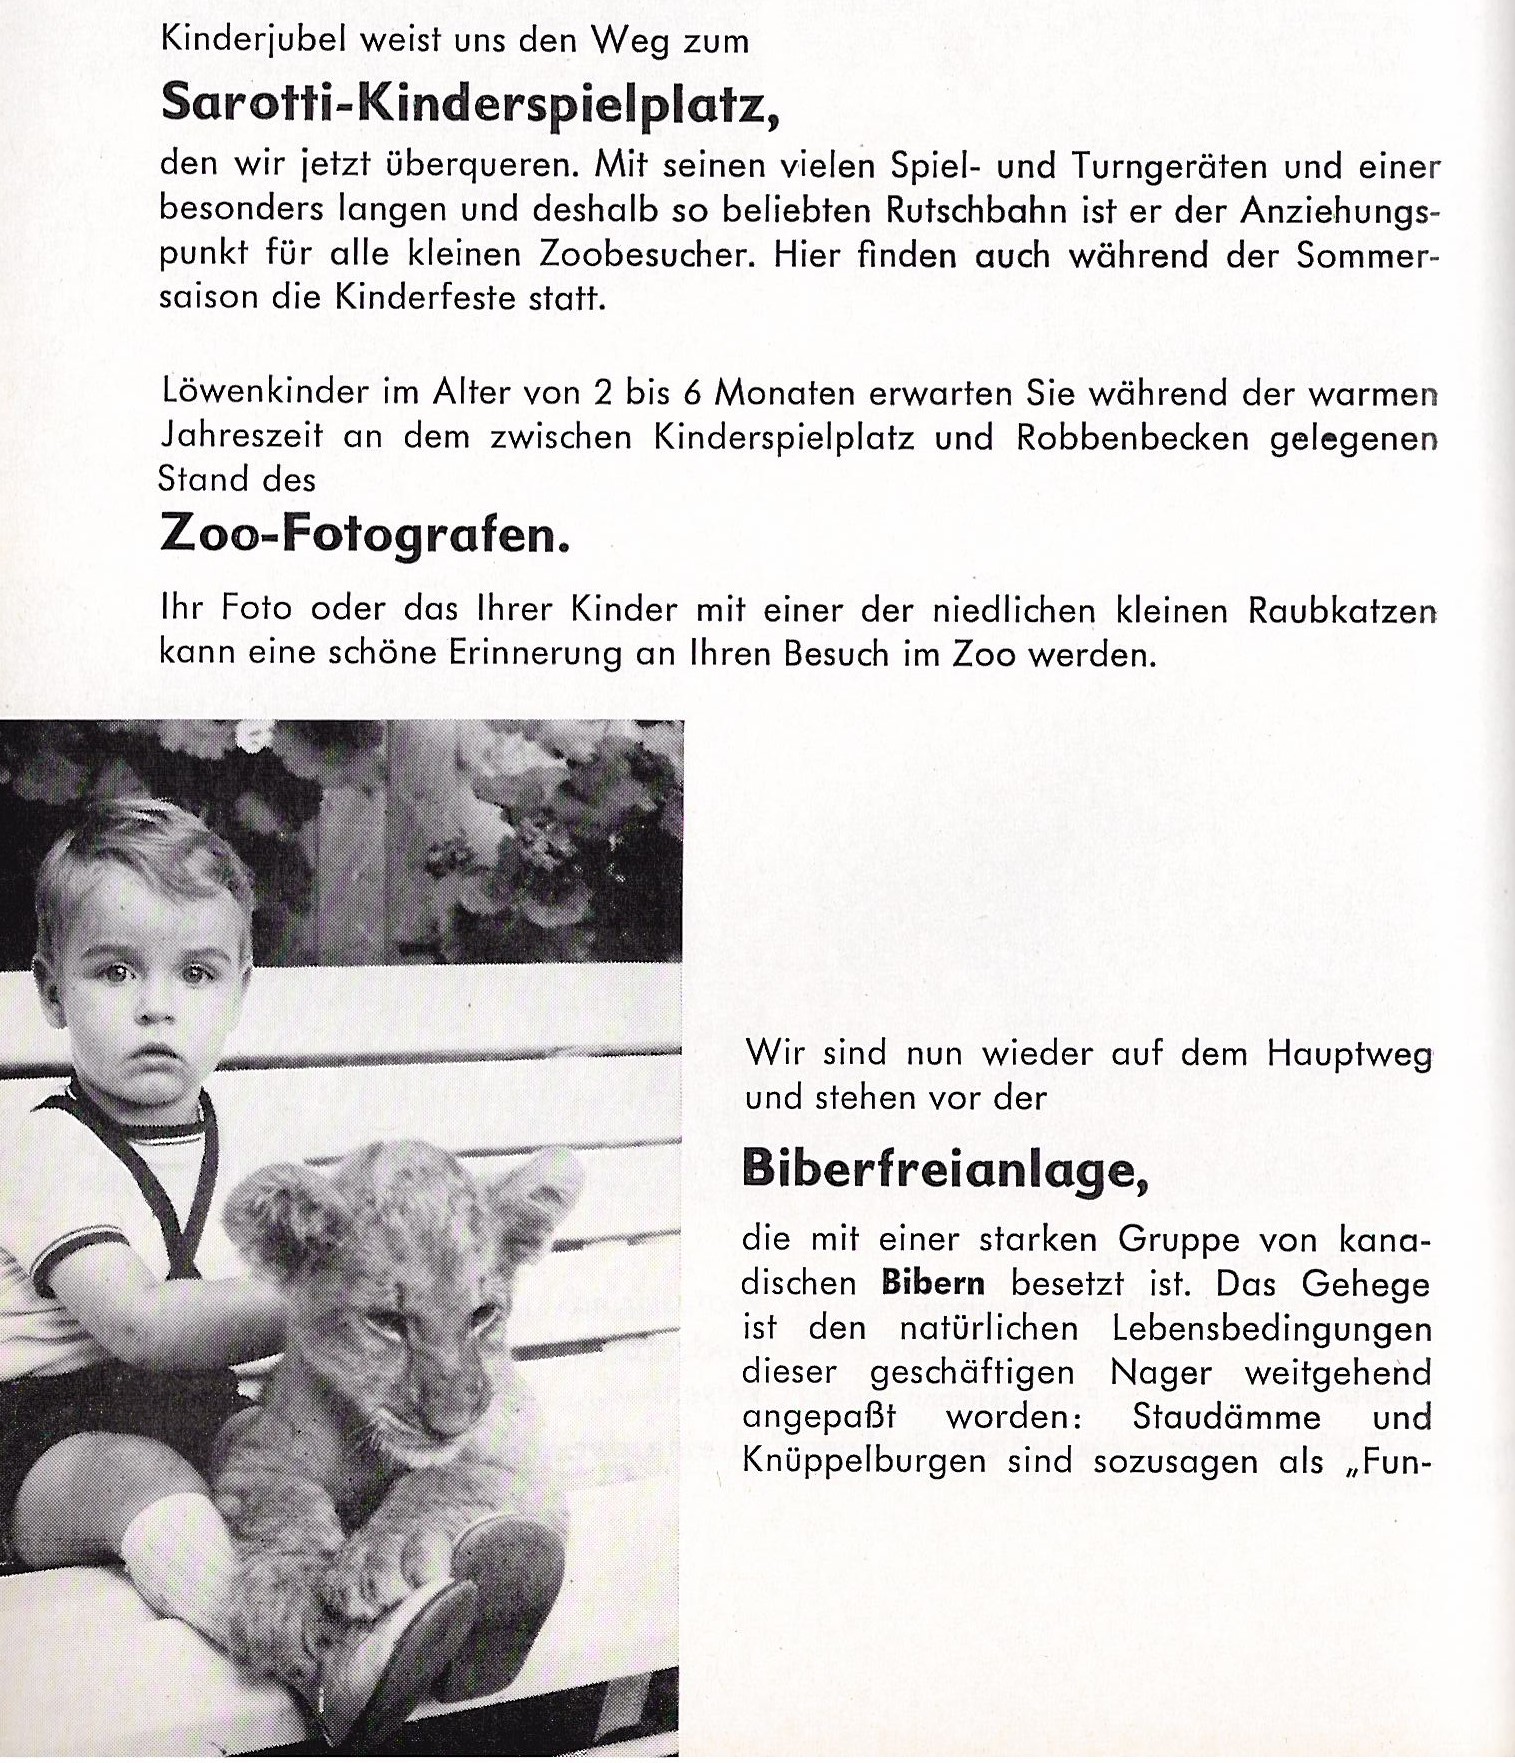 Kinderjubel weist uns den Weg zum
Sarotti-Kinderspielplatz,
den wir jetzt überqueren. Mit seinen vielen Spiel- und Turngeräten und einer
besonders langen und deshalb so beliebten Rutschbahn ist er der Anziehungs-
punkt für alle kleinen Zoobesucher. Hier finden auch während der Sommer-
saison die Kinderfeste statt.
Löwenkinder im Alter von 2 bis 6 Monaten erwarten Sie während der warmen
Jahreszeit an dem zwischen Kinderspielplatz und Robbenbecken gelegenen
Stand des
Zoo-Fotografen.
Ihr Foto oder das Ihrer Kinder mit einer der niedlichen kleinen Raubkatzen
kann eine schöne Erinnerung an Ihren Besuch im Zoo werden.
Wir sind nun wieder auf dem Hauptweg
und stehen vor der
Biberfreianlage,
die mit einer starken Gruppe von kana-
dischen Bibern besetzt ist. Das Gehege
ist den natürlichen Lebensbedingungen
dieser geschäftigen Nager weitgehend
angepaßt worden: Staudämme und
Knüppelburgen sind sozusagen als „Fun-